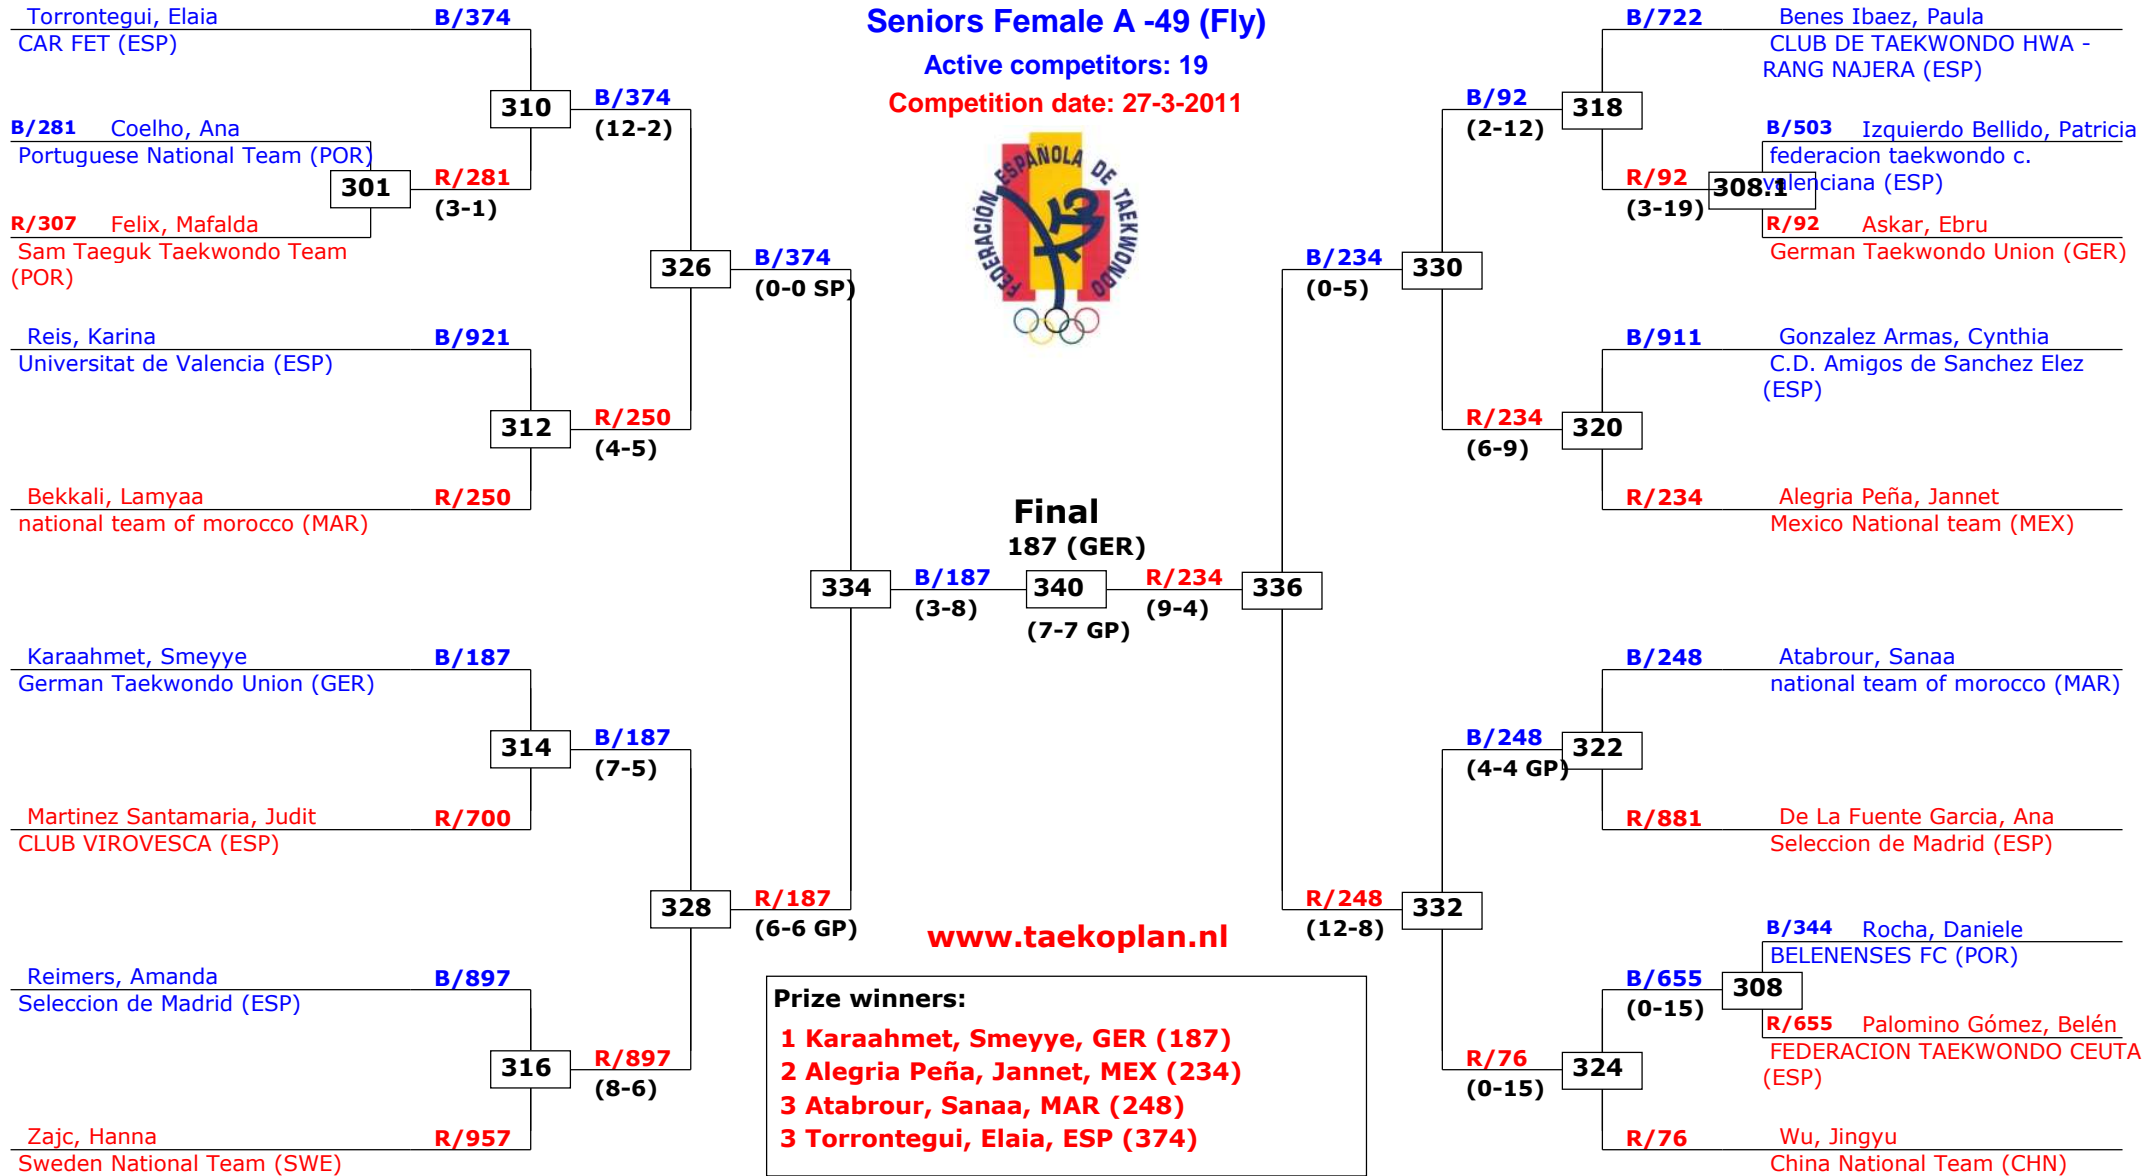 Seniors Female A -49 (Fly)
Active competitors: 19
Competition date: 27-3-2011
FEDERACIÓN ESPAÑOLA DE TAEKWONDO
Torrontegui, Elaia B/374
CAR FET (ESP)
310
B/374
(12-2)
B/281 Coelho, Ana
Portuguese National Team (POR)
301
R/281
(3-1)
R/307 Felix, Mafalda
Sam Taeguk Taekwondo Team
(POR)
326
B/374
(0-0 SP)
Reis, Karina B/921
Universitat de Valencia (ESP)
312
R/250
(4-5)
Bekkali, Lamyaa R/250
national team of morocco (MAR)
334
B/187
(3-8)
Karaahmet, Smeyye B/187
German Taekwondo Union (GER)
314
B/187
(7-5)
Martinez Santamaria, Judit R/700
CLUB VIROVESCA (ESP)
328
R/187
(6-6 GP)
Reimers, Amanda B/897
Seleccion de Madrid (ESP)
316
R/897
(8-6)
Zajc, Hanna R/957
Sweden National Team (SWE)
Final
187 (GER)
340
(7-7 GP)
R/234
(9-4)
336
B/722 Benes Ibaez, Paula
CLUB DE TAEKWONDO HWA -
RANG NAJERA (ESP)
B/92
(2-12)
318
B/503 Izquierdo Bellido, Patricia
federacion taekwondo c.
valenciana (ESP)
R/92
(3-19)
308.1
R/92 Askar, Ebru
German Taekwondo Union (GER)
B/234
(0-5)
330
B/911 Gonzalez Armas, Cynthia
C.D. Amigos de Sanchez Elez
(ESP)
R/234
(6-9)
320
R/234 Alegria Peña, Jannet
Mexico National team (MEX)
B/248 Atabrour, Sanaa
national team of morocco (MAR)
B/248
(4-4 GP)
322
R/881 De La Fuente Garcia, Ana
Seleccion de Madrid (ESP)
R/248
(12-8)
332
B/344 Rocha, Daniele
BELENENSES FC (POR)
B/655
(0-15)
308
R/655 Palomino Gómez, Belén
FEDERACION TAEKWONDO CEUTA
(ESP)
R/76
(0-15)
324
R/76 Wu, Jingyu
China National Team (CHN)
www.taekoplan.nl
Prize winners:
1 Karaahmet, Smeyye, GER (187)
2 Alegria Peña, Jannet, MEX (234)
3 Atabrour, Sanaa, MAR (248)
3 Torrontegui, Elaia, ESP (374)